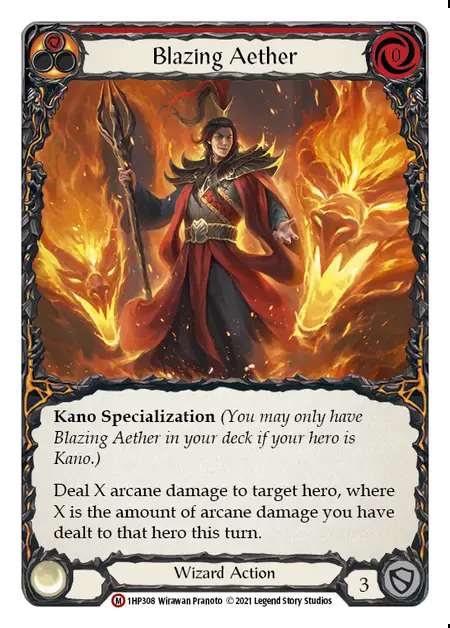 Blazing Aether
0
Kano Specialization (You may only have
Blazing Aether in your deck if your hero is
Kano.)
Deal X arcane damage to target hero, where
X is the amount of arcane damage you have
dealt to that hero this turn.
Wizard Action
3
M 1HP308 Wirawan Pranoto © 2021 Legend Story Studios